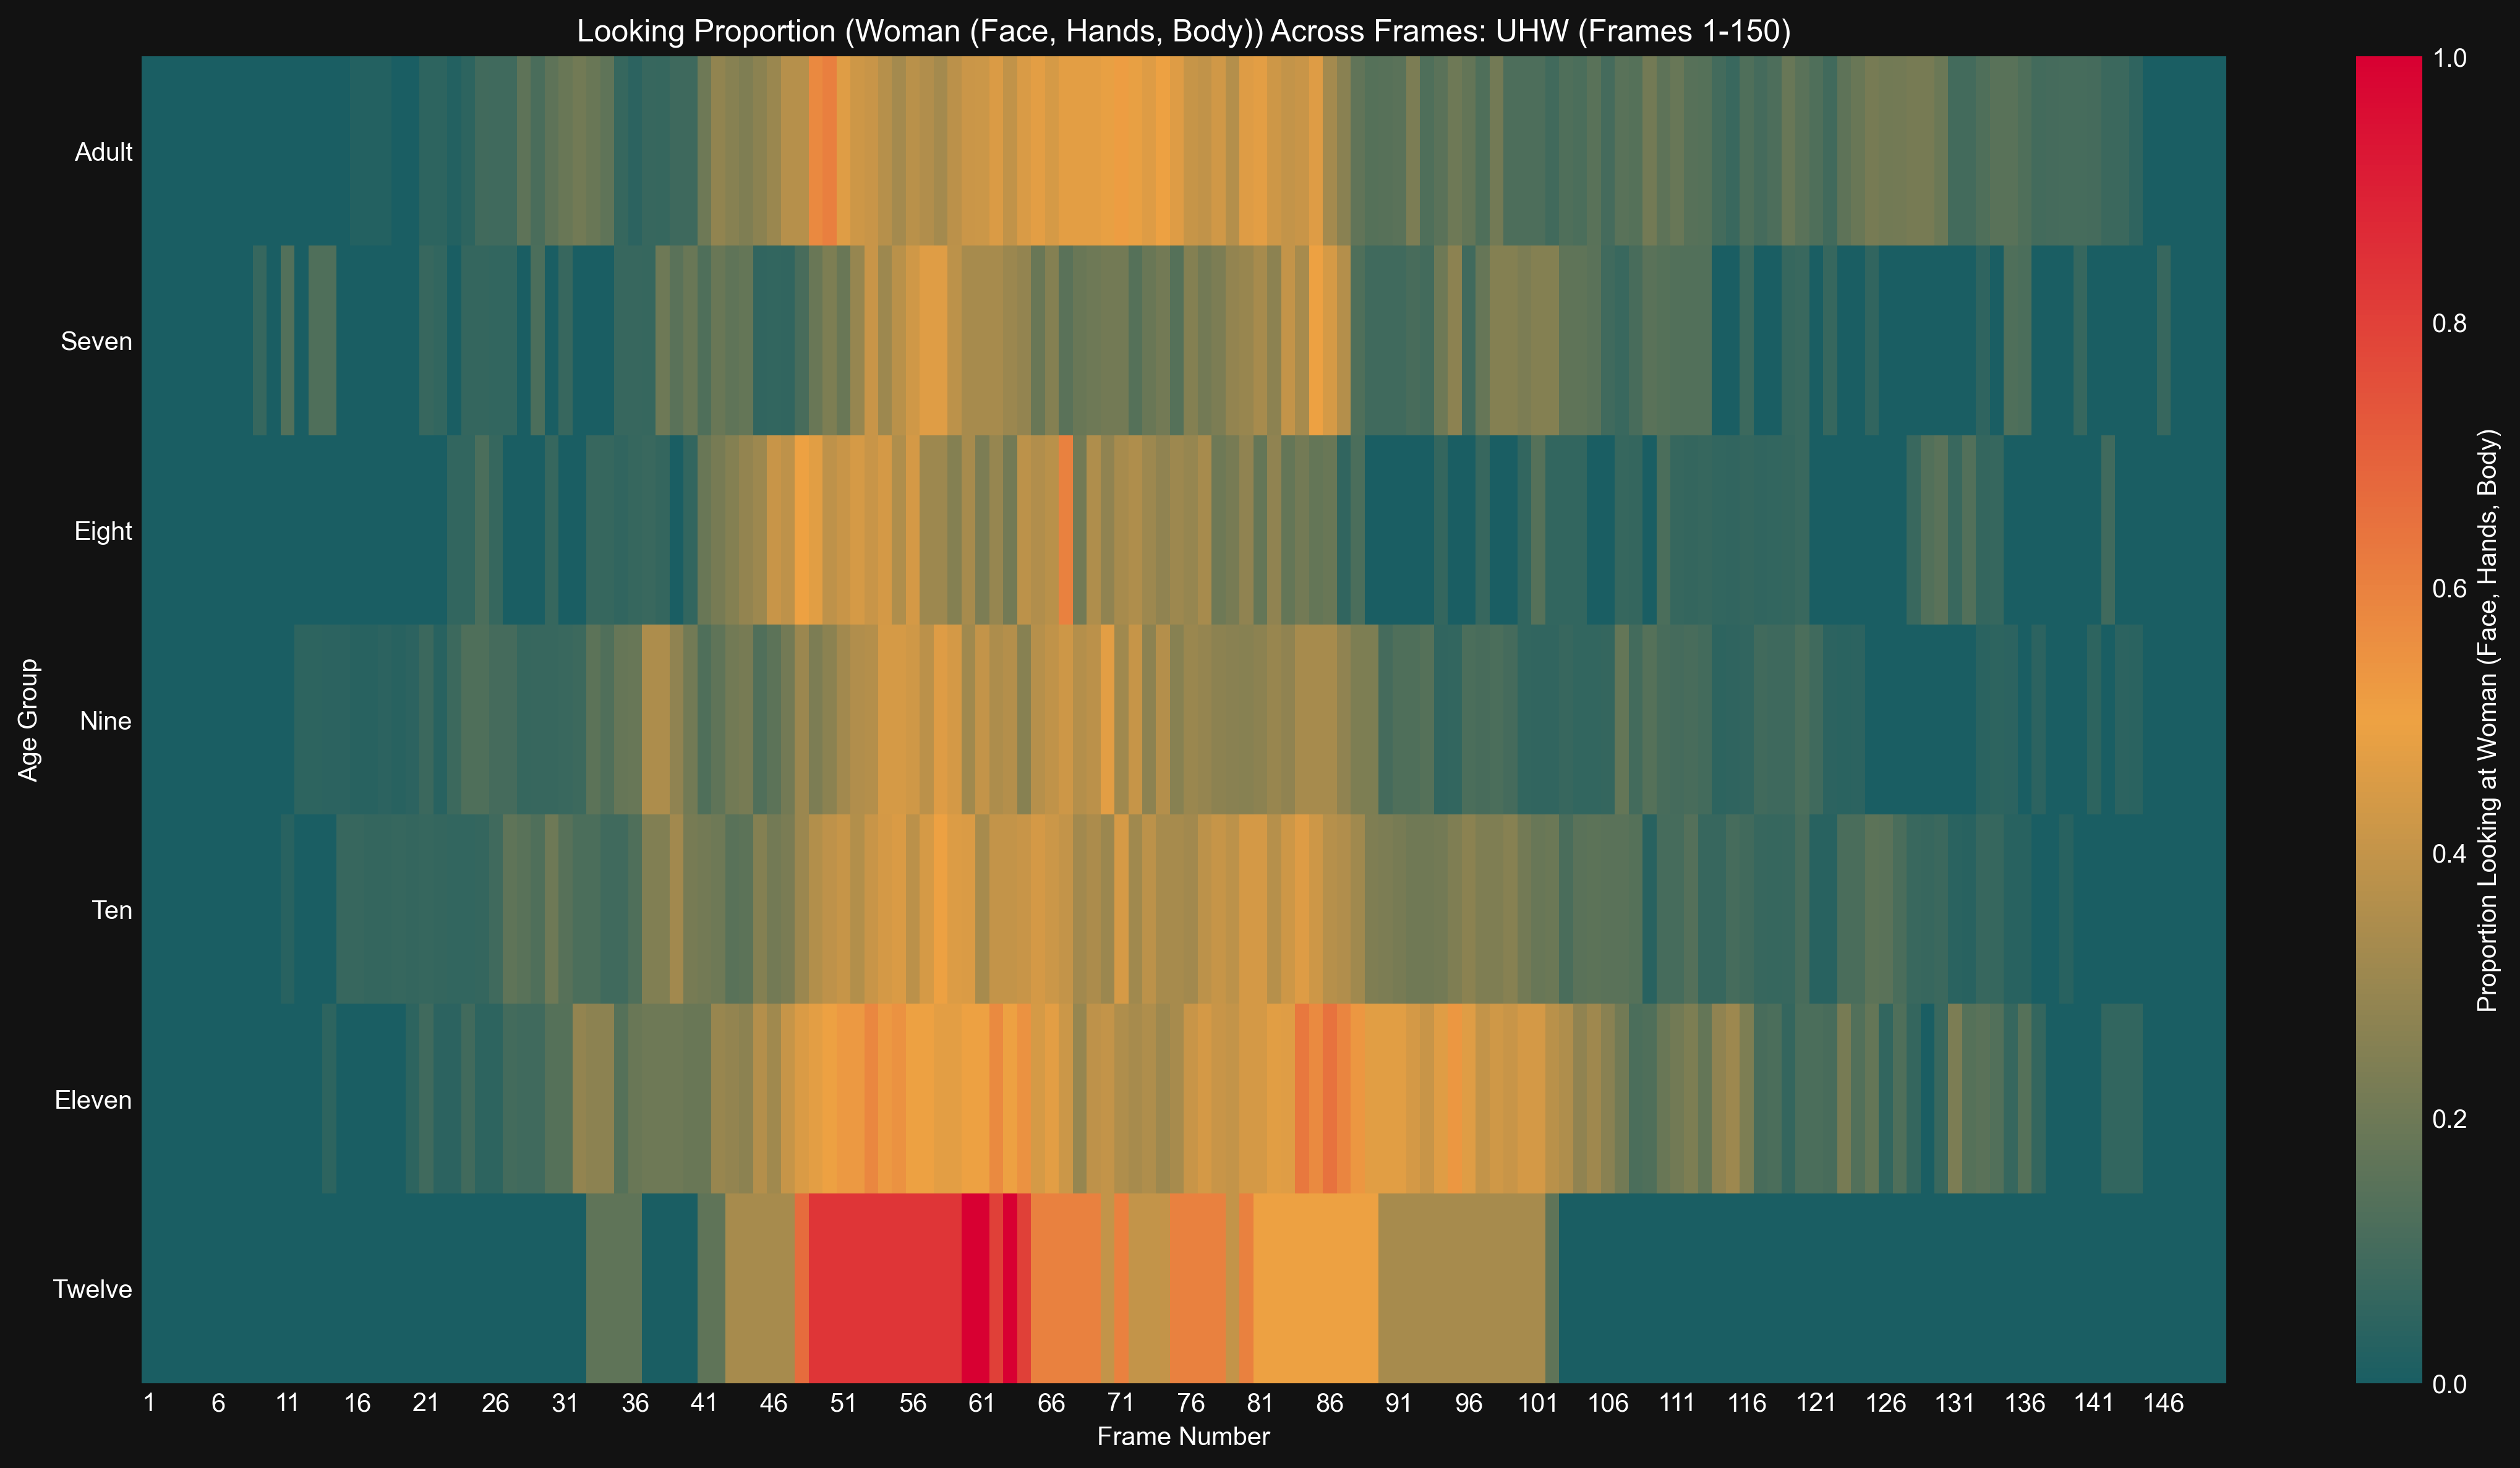 Looking Proportion (Woman (Face, Hands, Body)) Across Frames: UHW (Frames 1-150)
Age Group
Adult
Seven
Eight
Nine
Ten
Eleven
Twelve
1 6 11 16 21 26 31 36 41 46 51 56 61 66 71 76 81 86 91 96 101 106 111 116 121 126 131 136 141 146
Frame Number
1.0
0.8
0.6
0.4
0.2
0.0
Proportion Looking at Woman (Face, Hands, Body)